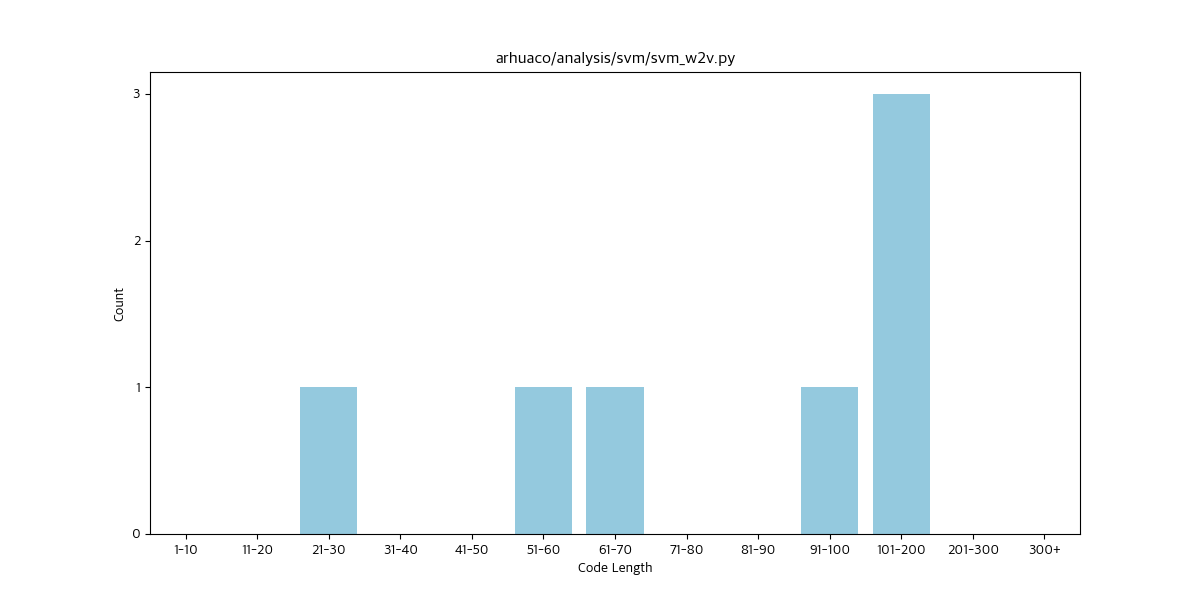 arhuaco/analysis/svm/svm_w2v.py
Count
3
2
1
0
1-10 11-20 21-30 31-40 41-50 51-60 61-70 71-80 81-90 91-100 101-200 201-300 300+
Code Length